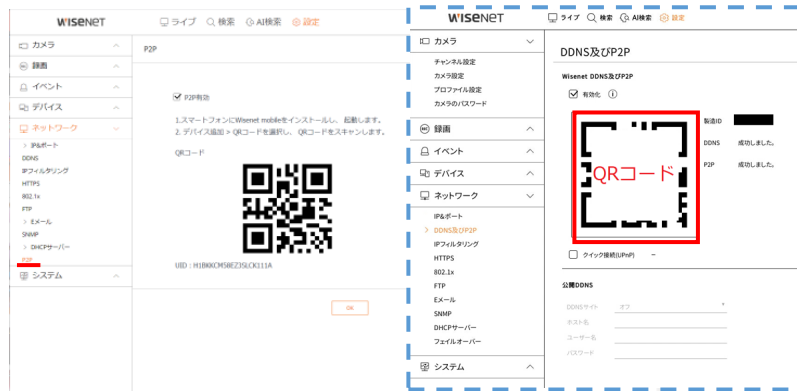 WISENET
ライブ 検索 AI検索 設定
カメラ
録画
イベント
デバイス
ネットワーク
> IP&ポート
DDNS
IPフィルタリング
HTTPS
802.1x
FTP
> Eメール
SNMP
> DHCPサーバー
P2P
システム
P2P
P2P有効
1.スマートフォンにWisenet mobileをインストールし、 起動します。
2. デバイス追加 > QRコードを選択し、 QRコードをスキャンします。
QRコード
OK
WISENET
ライブ 検索 AI検索 設定
カメラ
チャンネル設定
カメラ設定
プロファイル設定
カメラのパスワード
録画
イベント
デバイス
ネットワーク
IP&ポート
> DDNS及びP2P
IPフィルタリング
HTTPS
802.1x
FTP
Eメール
SNMP
DHCPサーバー
フェイルオーバー
システム
DDNS及びP2P
Wisenet DDNS及びP2P
有効化
QRコード
製造ID
DDNS 成功しました。
P2P 成功しました。
クイック接続(UPnP) –
公開DDNS
DDNSサイト オフ
ホスト名
ユーザー名
パスワード